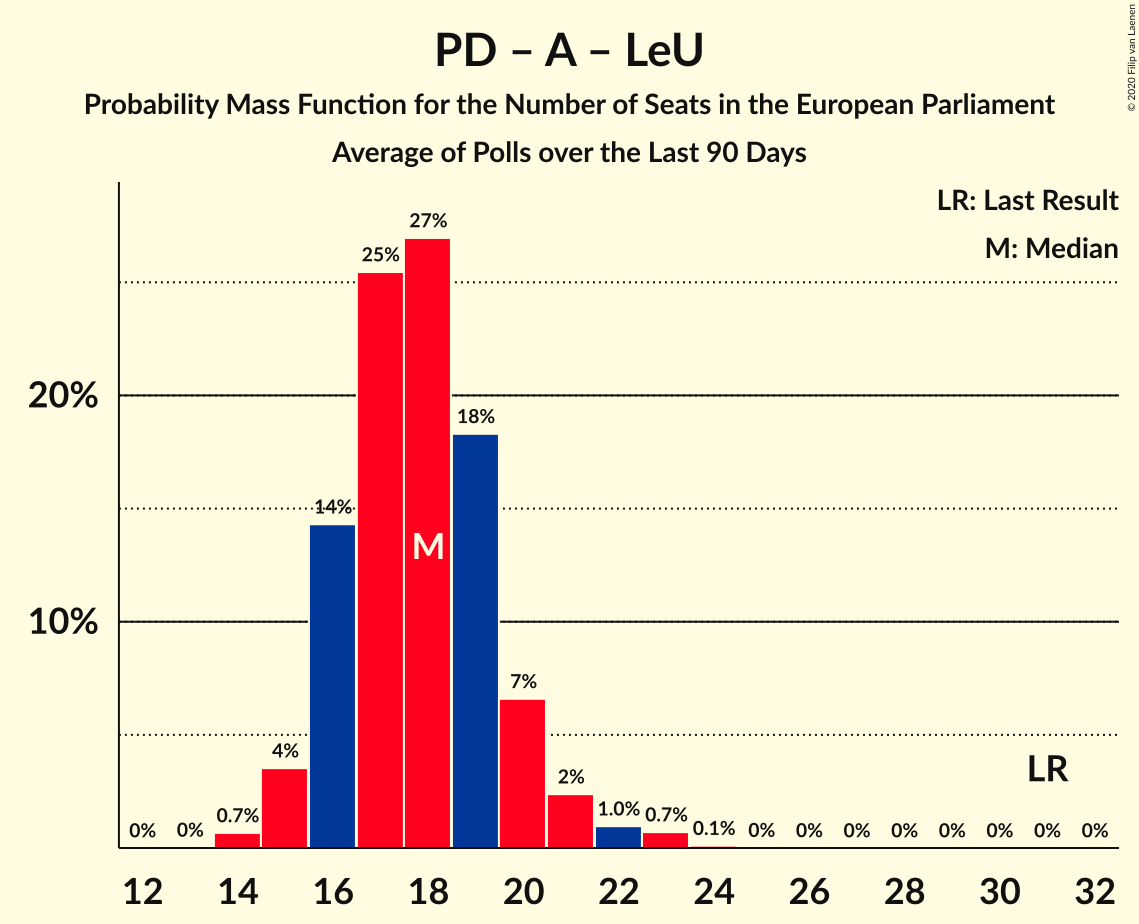 PD – A – LeU
Probability Mass Function for the Number of Seats in the European Parliament
Average of Polls over the Last 90 Days
© 2020 Filip van Laenen
LR: Last Result
M: Median
20%
10%
0%
0%
0.7%
4%
14%
25%
27%
18%
7%
2%
1.0%
0.7%
0.1%
0%
0%
0%
0%
0%
0%
0%
0%
M
LR
12 14 16 18 20 22 24 26 28 30 32